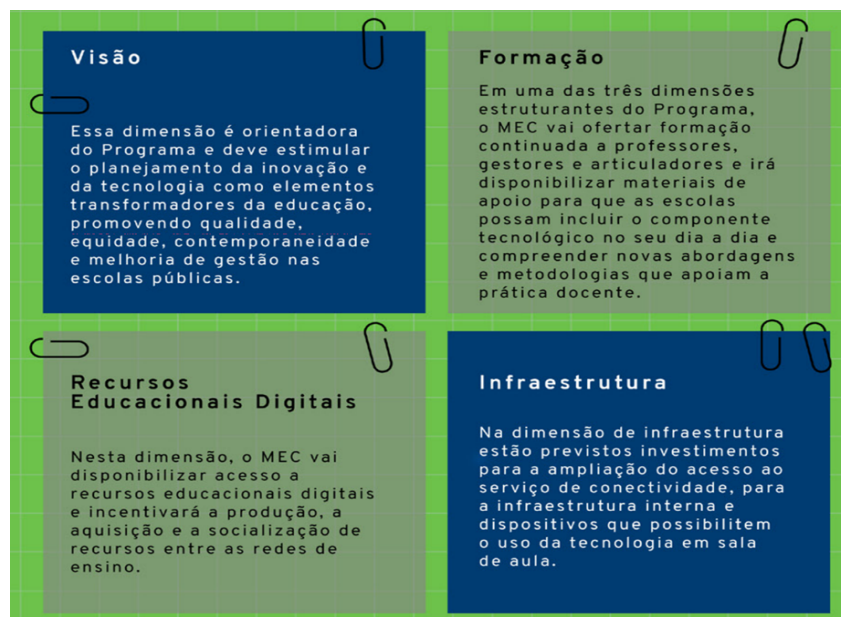 Visão
Essa dimensão é orientadora
do Programa e deve estimular
o planejamento da inovação e
da tecnologia como elementos
transformadores da educação,
promovendo qualidade,
equidade, contemporaneidade
e melhoria de gestão nas
escolas públicas.
Formação
Em uma das três dimensões
estruturantes do Programa,
o MEC vai ofertar formação
continuada a professores,
gestores e articuladores e irá
disponibilizar materiais de
apoio para que as escolas
possam incluir o componente
tecnológico no seu dia a dia e
compreender novas abordagens
e metodologias que apoiam a
prática docente.
Recursos
Educacionais Digitais
Nesta dimensão, o MEC vai
disponibilizar acesso a
recursos educacionais digitais
e incentivará a produção, a
aquisição e a socialização de
recursos entre as redes de
ensino.
Infraestrutura
Na dimensão de infraestrutura
estão previstos investimentos
para a ampliação do acesso ao
serviço de conectividade, para
a infraestrutura interna e
dispositivos que possibilitem
o uso da tecnologia em sala
de aula.